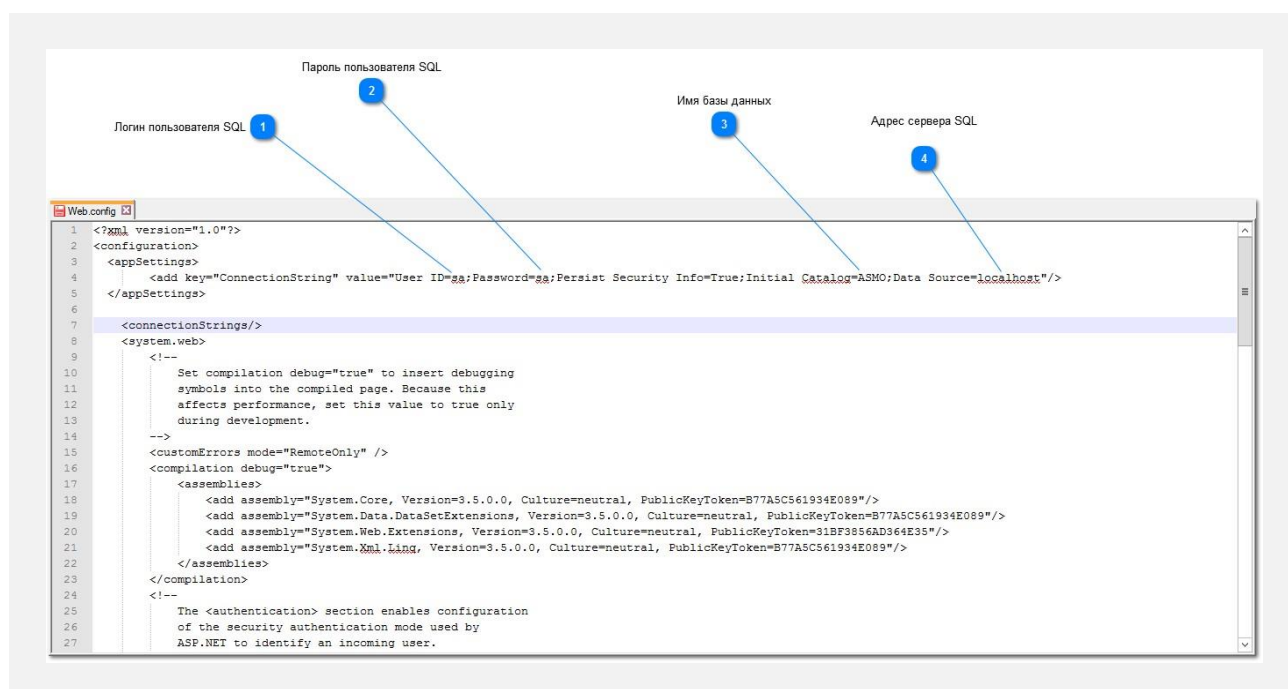 Пароль пользователя SQL
2
Имя базы данных
Логин пользователя SQL 1
3
Адрес сервера SQL
4
Web.config
1 <?xml version="1.0"?>
2 <configuration>
3 <appSettings>
4 <add key="ConnectionString" value="User ID=sa;Password=sa;Persist Security Info=True;Initial Catalog=ASMO;Data Source=localhost"/>
5 </appSettings>
6
7 <connectionStrings/>
8 <system.web>
9 <!--
10 Set compilation debug="true" to insert debugging
11 symbols into the compiled page. Because this
12 affects performance, set this value to true only
13 during development.
14 -->
15 <customErrors mode="RemoteOnly" />
16 <compilation debug="true">
17 <assemblies>
18 <add assembly="System.Core, Version=3.5.0.0, Culture=neutral, PublicKeyToken=B77A5C561934E089"/>
19 <add assembly="System.Data.DataSetExtensions, Version=3.5.0.0, Culture=neutral, PublicKeyToken=B77A5C561934E089"/>
20 <add assembly="System.Web.Extensions, Version=3.5.0.0, Culture=neutral, PublicKeyToken=31BF3856AD364E35"/>
21 <add assembly="System.Xml.Linq, Version=3.5.0.0, Culture=neutral, PublicKeyToken=B77A5C561934E089"/>
22 </assemblies>
23 </compilation>
24 <!--
25 The <authentication> section enables configuration
26 of the security authentication mode used by
27 ASP.NET to identify an incoming user.